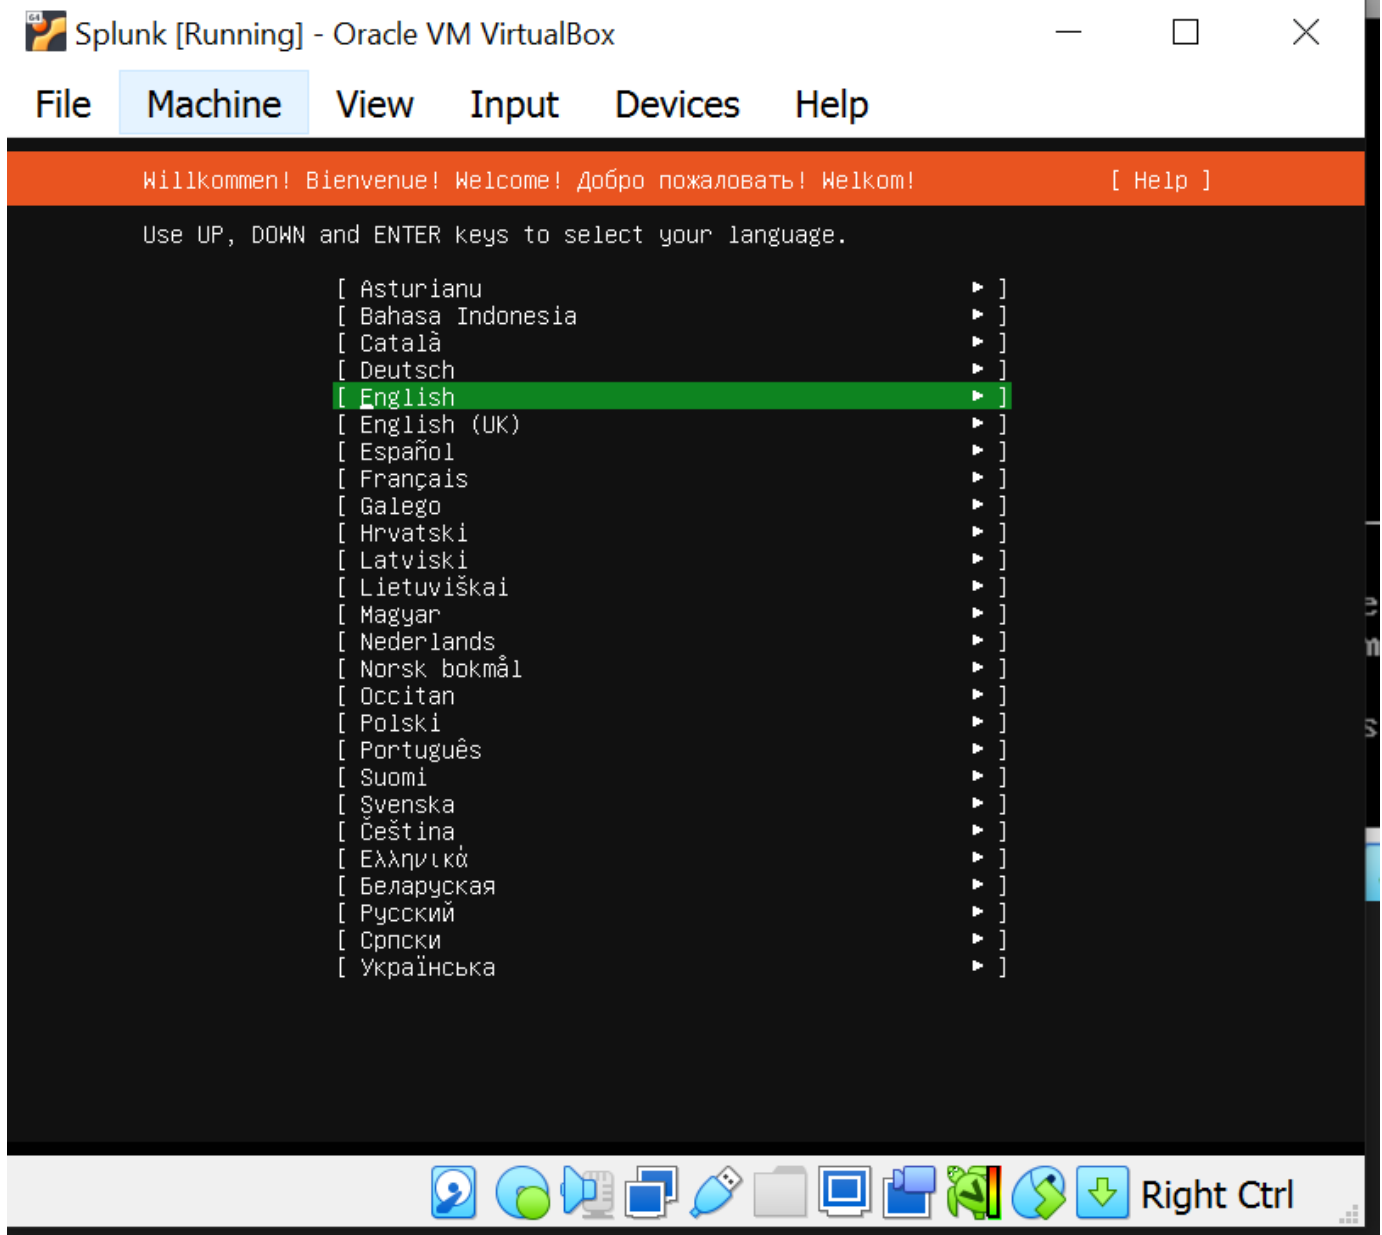 Splunk [Running] - Oracle VM VirtualBox
File Machine View Input Devices Help
Willkommen! Bienvenue! Welcome! Добро пожаловать! Welkom! [ Help ]
Use UP, DOWN and ENTER keys to select your language.
[ Asturianu ▸ ]
[ Bahasa Indonesia ▸ ]
[ Català ▸ ]
[ Deutsch ▸ ]
[ English ▸ ]
[ English (UK) ▸ ]
[ Español ▸ ]
[ Français ▸ ]
[ Galego ▸ ]
[ Hrvatski ▸ ]
[ Latviski ▸ ]
[ Lietuviškai ▸ ]
[ Magyar ▸ ]
[ Nederlands ▸ ]
[ Norsk bokmål ▸ ]
[ Occitan ▸ ]
[ Polski ▸ ]
[ Português ▸ ]
[ Suomi ▸ ]
[ Svenska ▸ ]
[ Čeština ▸ ]
[ Ελληνικά ▸ ]
[ Беларуская ▸ ]
[ Русский ▸ ]
[ Српски ▸ ]
[ Українська ▸ ]
Right Ctrl